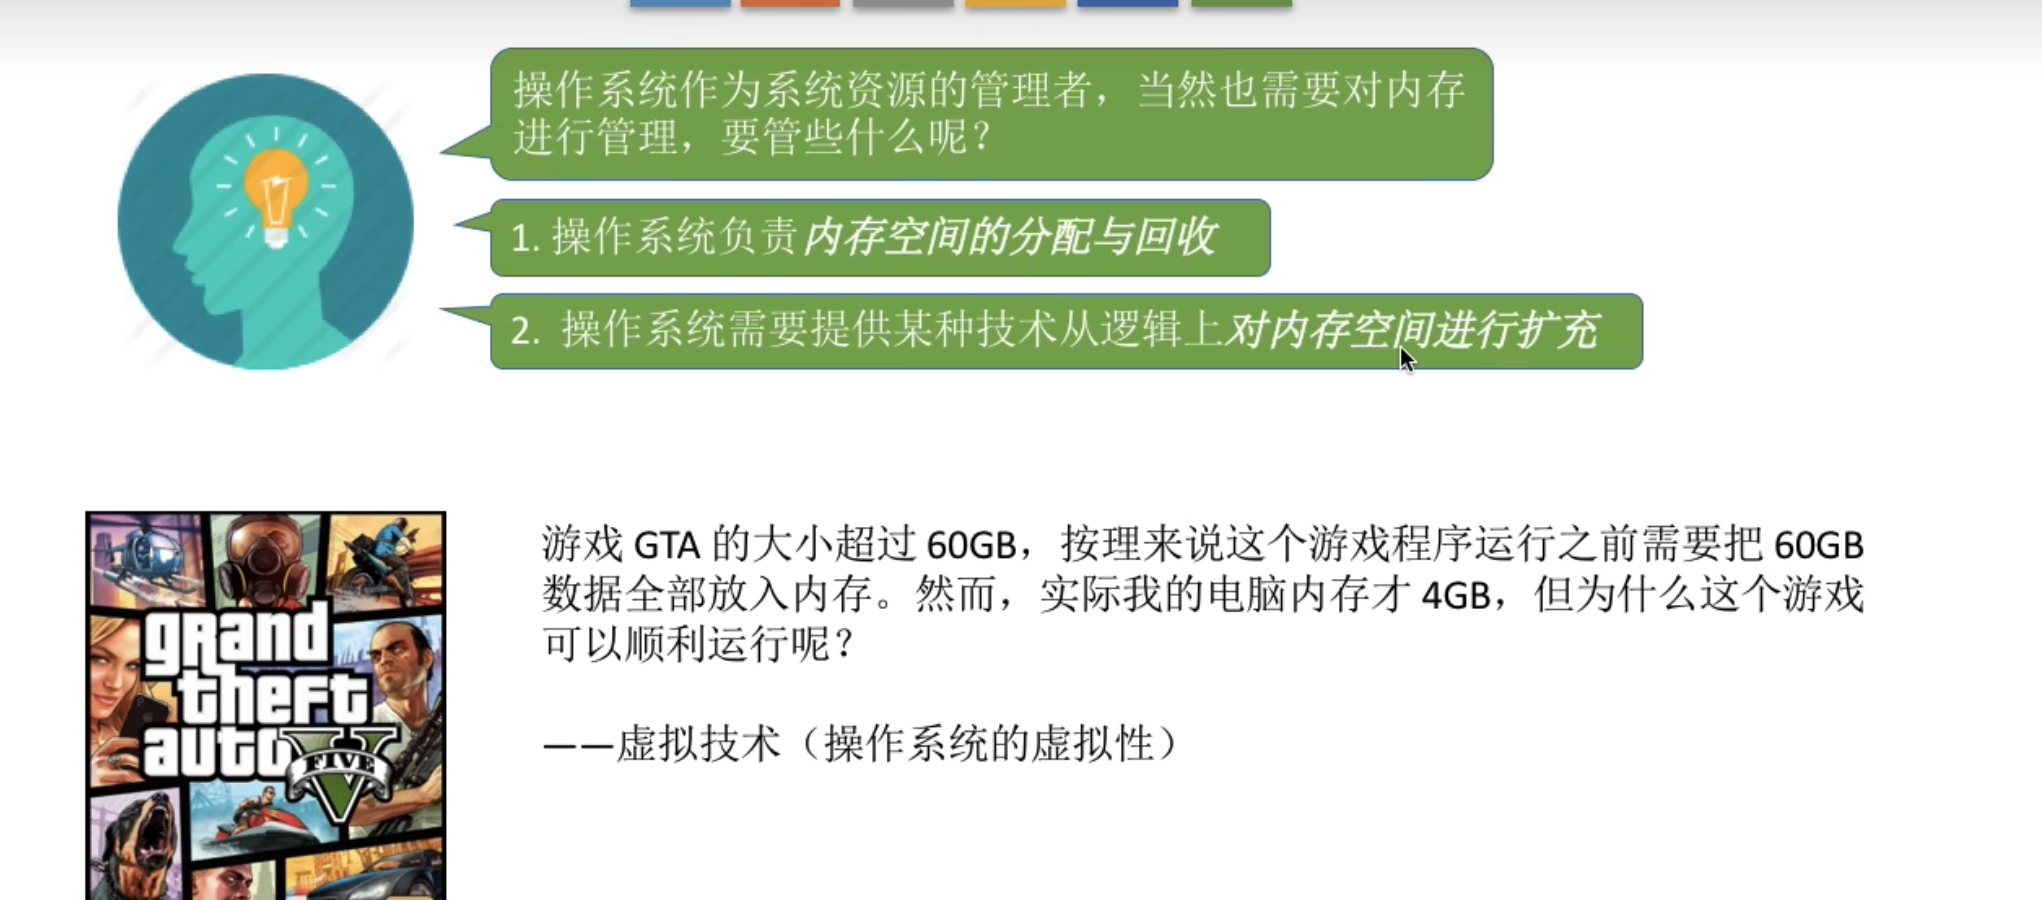 操作系统作为系统资源的管理者，当然也需要对内存
进行管理，要管些什么呢？
1. 操作系统负责内存空间的分配与回收
2. 操作系统需要提供某种技术从逻辑上对内存空间进行扩充
游戏 GTA 的大小超过 60GB，按理来说这个游戏程序运行之前需要把 60GB
数据全部放入内存。然而，实际我的电脑内存才 4GB，但为什么这个游戏
可以顺利运行呢？
——虚拟技术（操作系统的虚拟性）
grand
theft
auto V
FIVE